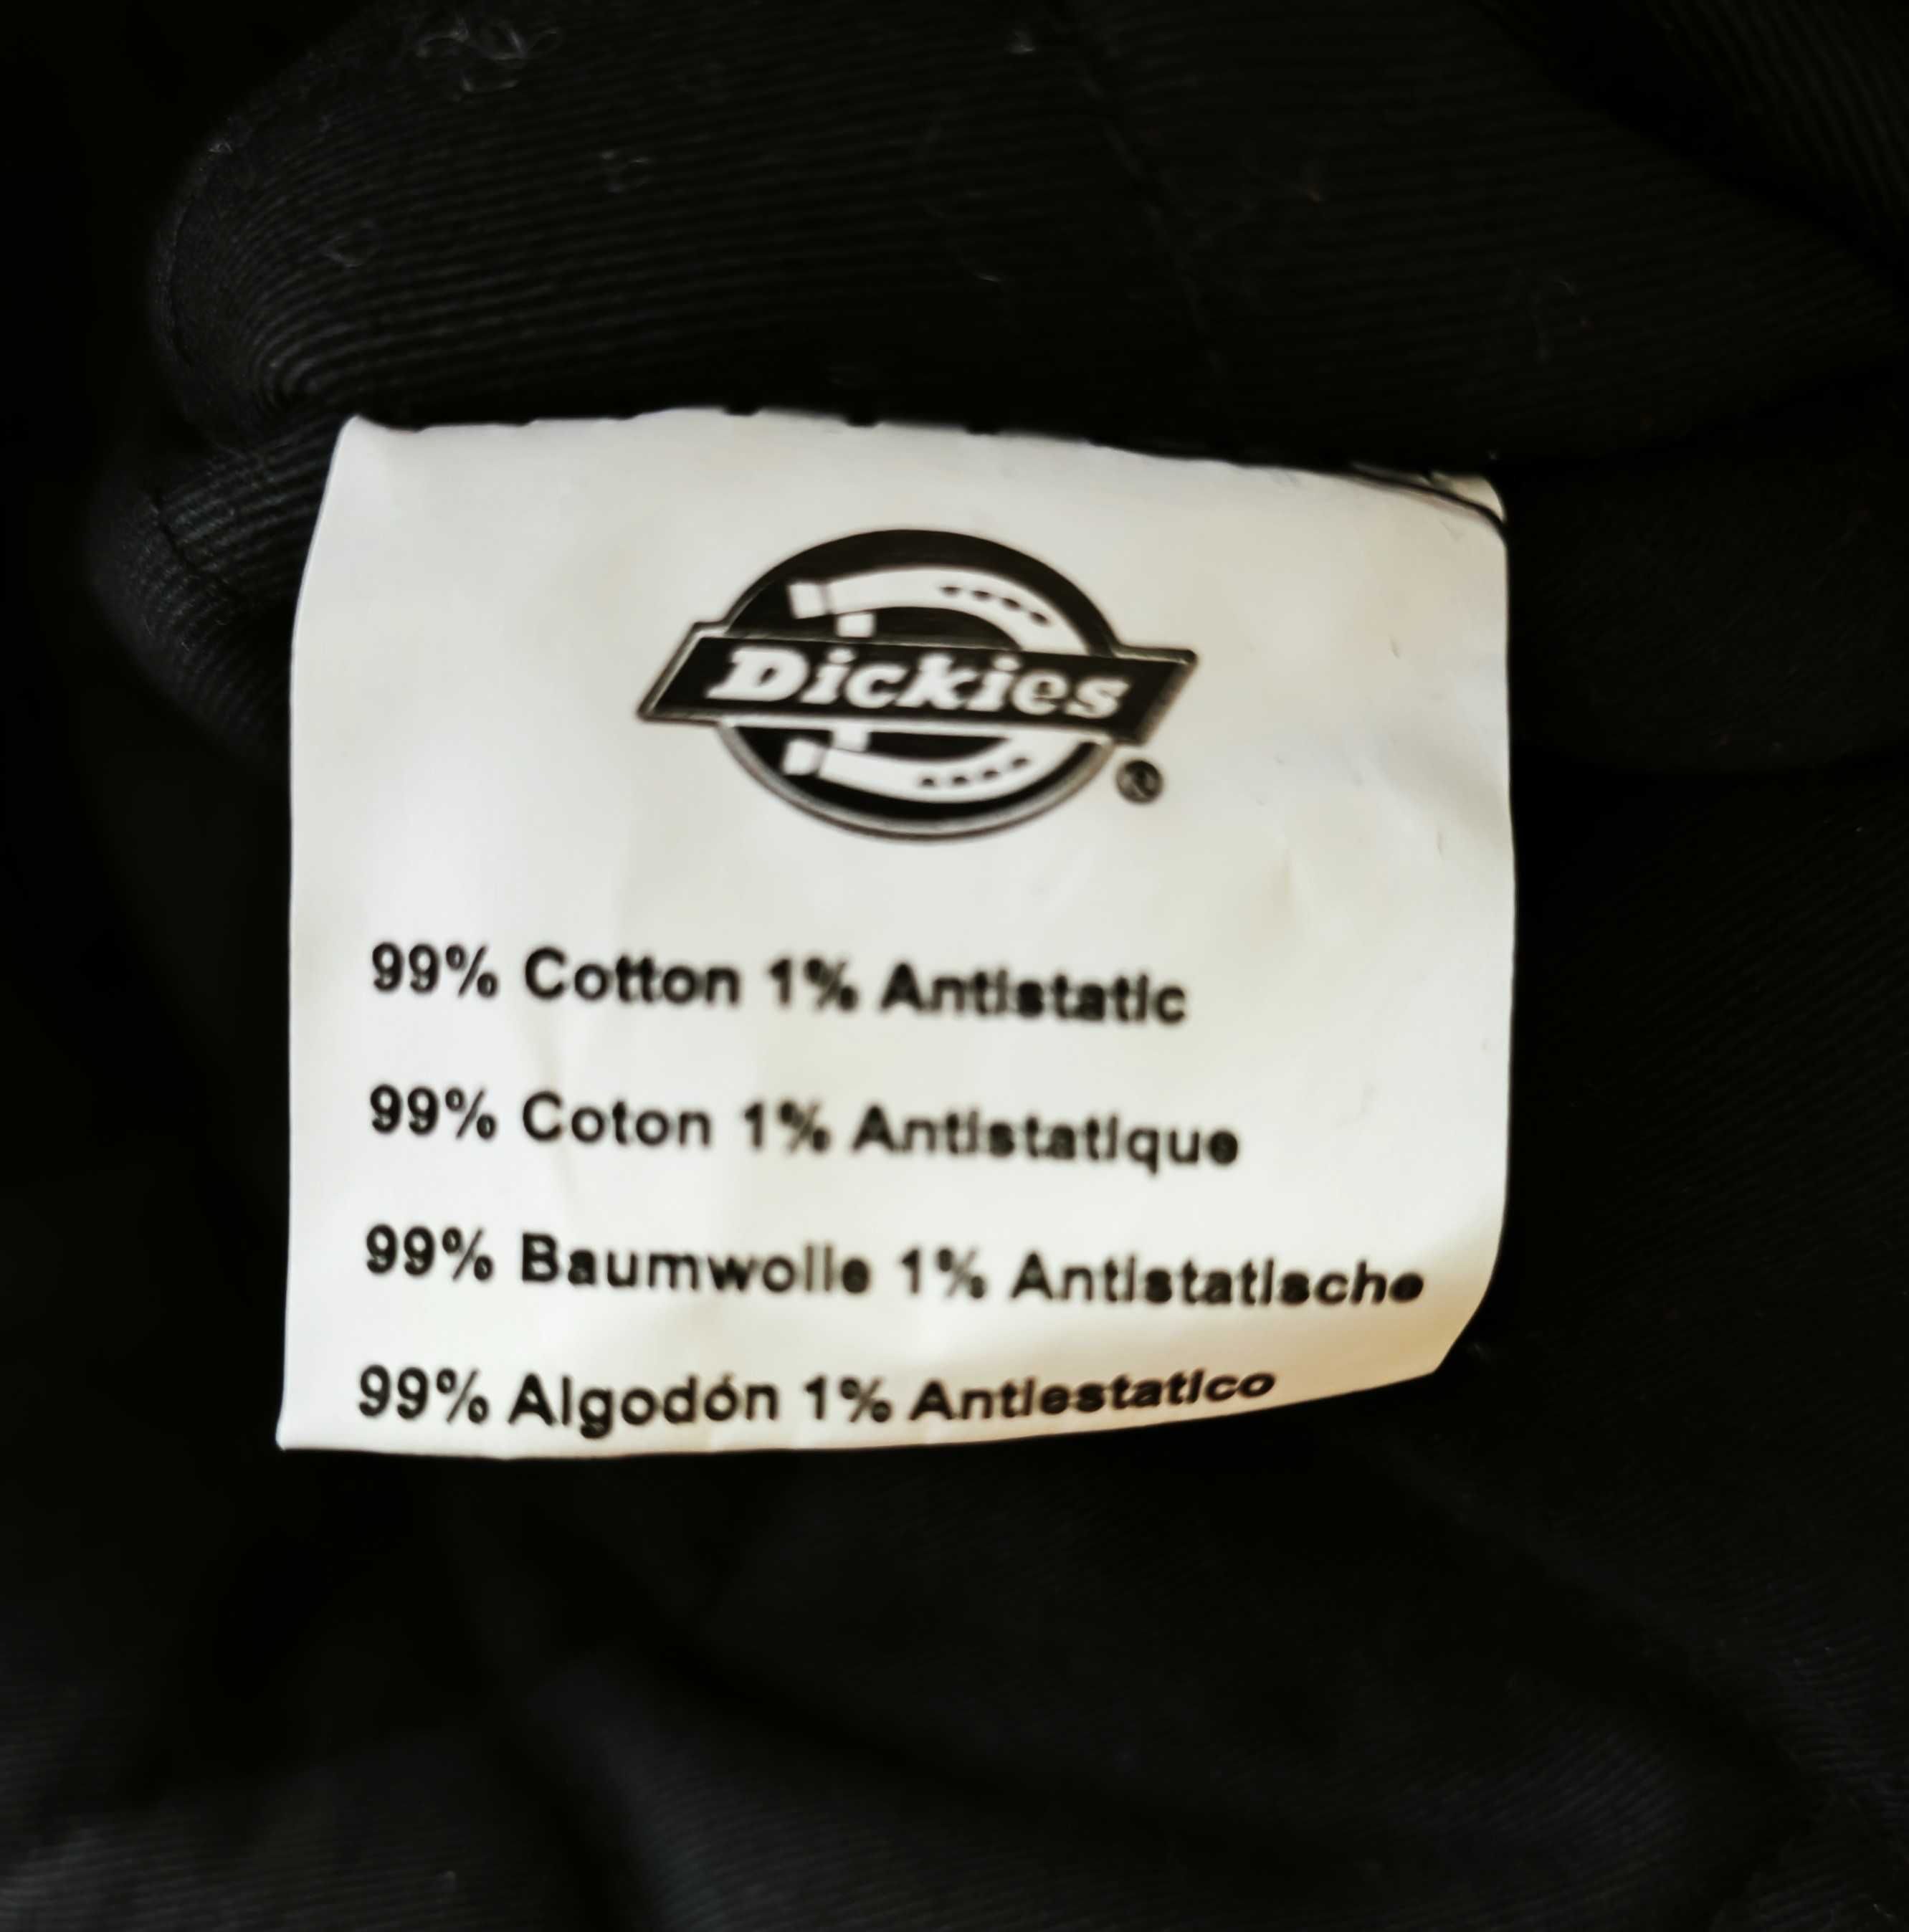 Dickies
®
99% Cotton 1% Antistatic
99% Coton 1% Antistatique
99% Baumwolle 1% Antistatische
99% Algodón 1% Antiestatico